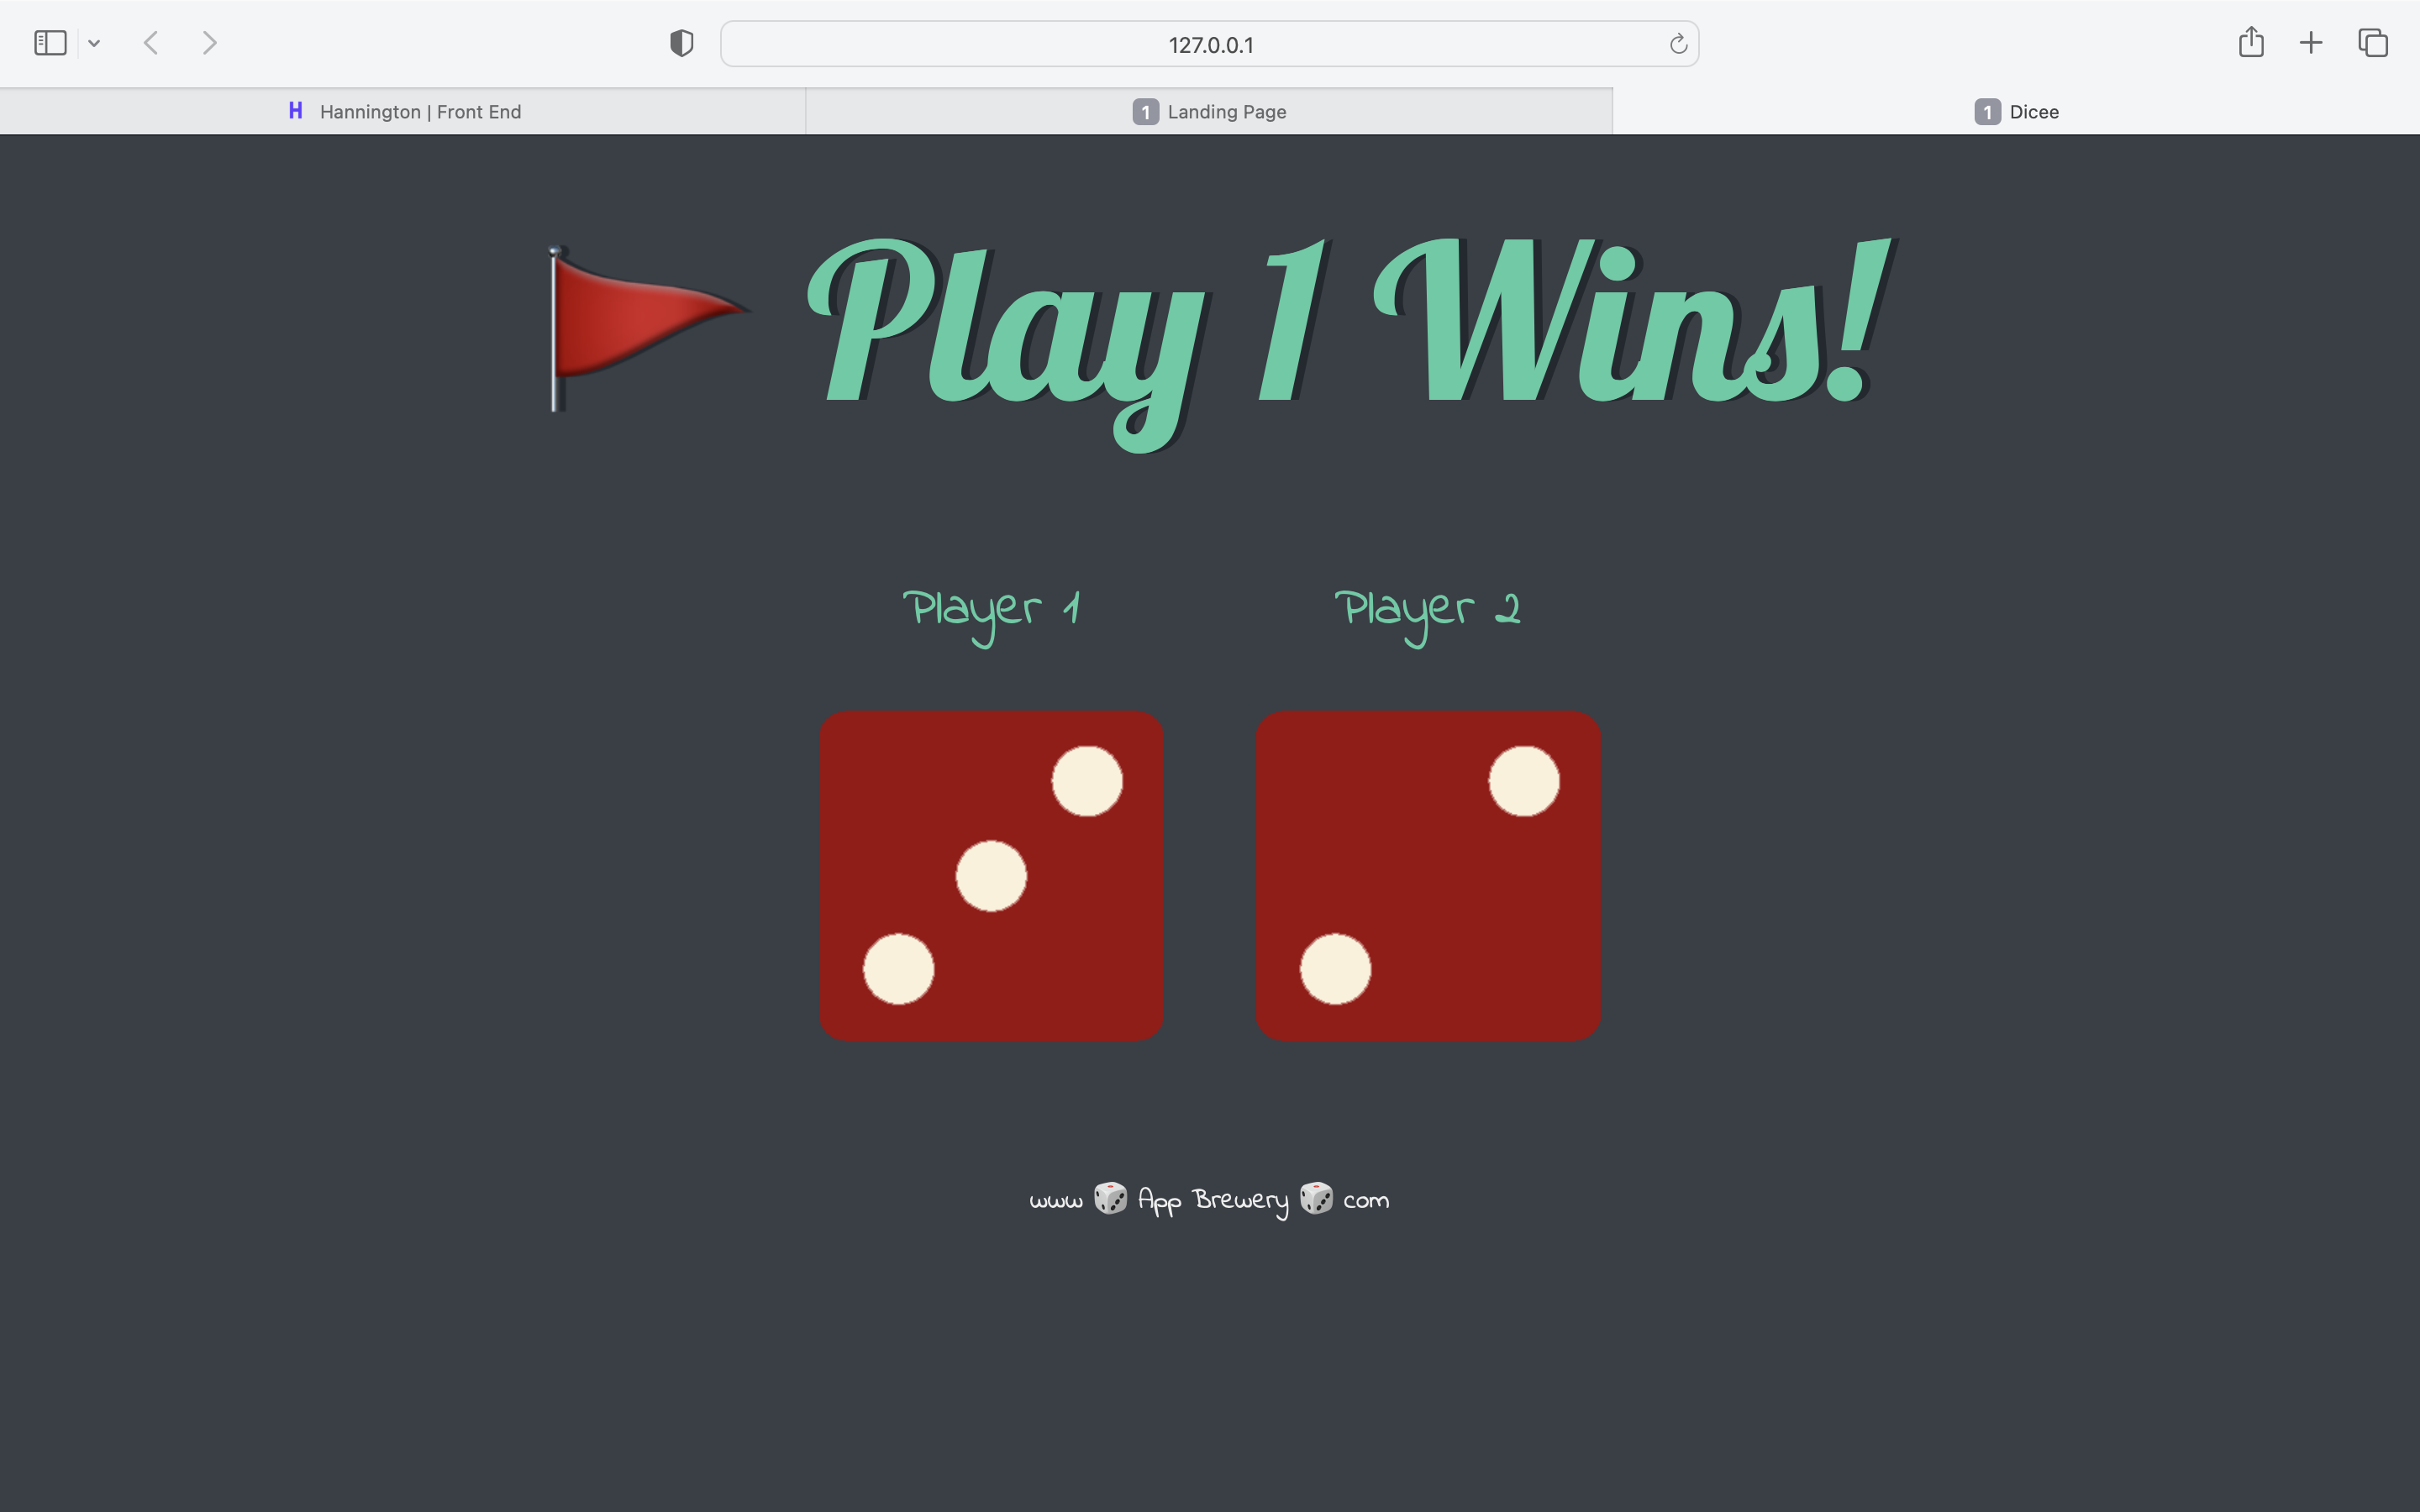 127.0.0.1
H Hannington | Front End
1 Landing Page
1 Dicee
🚩 Play 1 Wins!
Player 1 Player 2
www 🎲 App Brewery 🎲 com